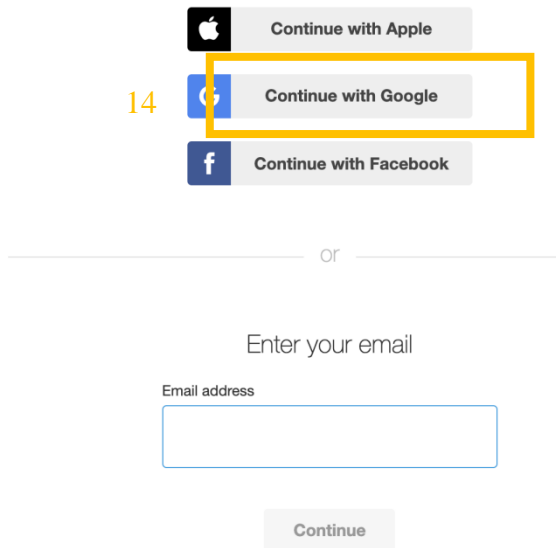 Continue with Apple
14 G Continue with Google
f Continue with Facebook
or
Enter your email
Email address
Continue